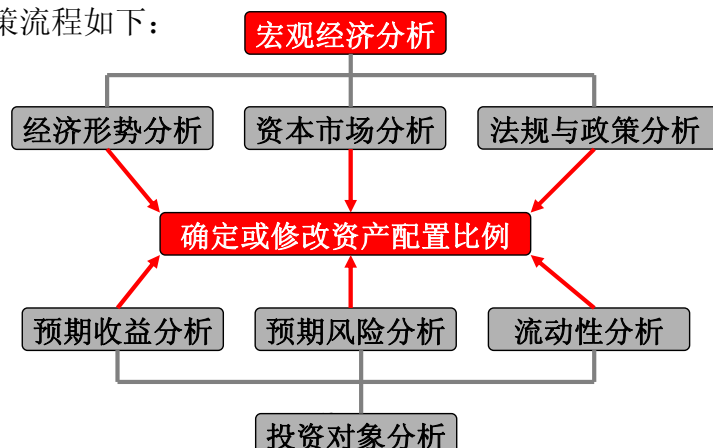 策流程如下：
宏观经济分析
经济形势分析 资本市场分析 法规与政策分析
确定或修改资产配置比例
预期收益分析 预期风险分析 流动性分析
投资对象分析